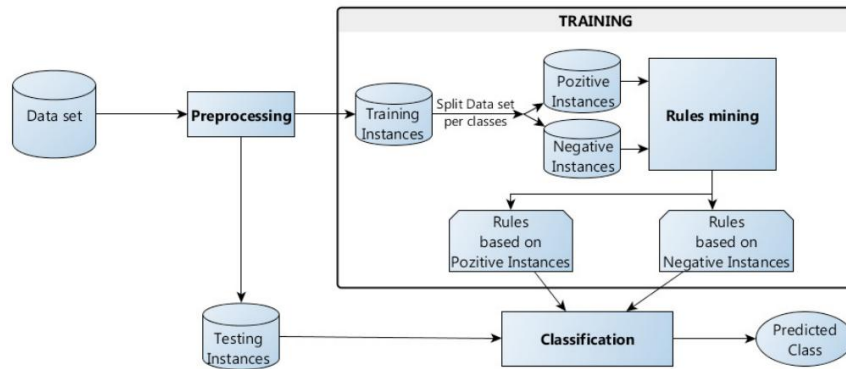 TRAINING
Data set
Preprocessing
Training
Instances
Split Data set
per classes
Pozitive
Instances
Negative
Instances
Rules mining
Rules
based on
Pozitive Instances
Rules
based on
Negative Instances
Testing
Instances
Classification
Predicted
Class